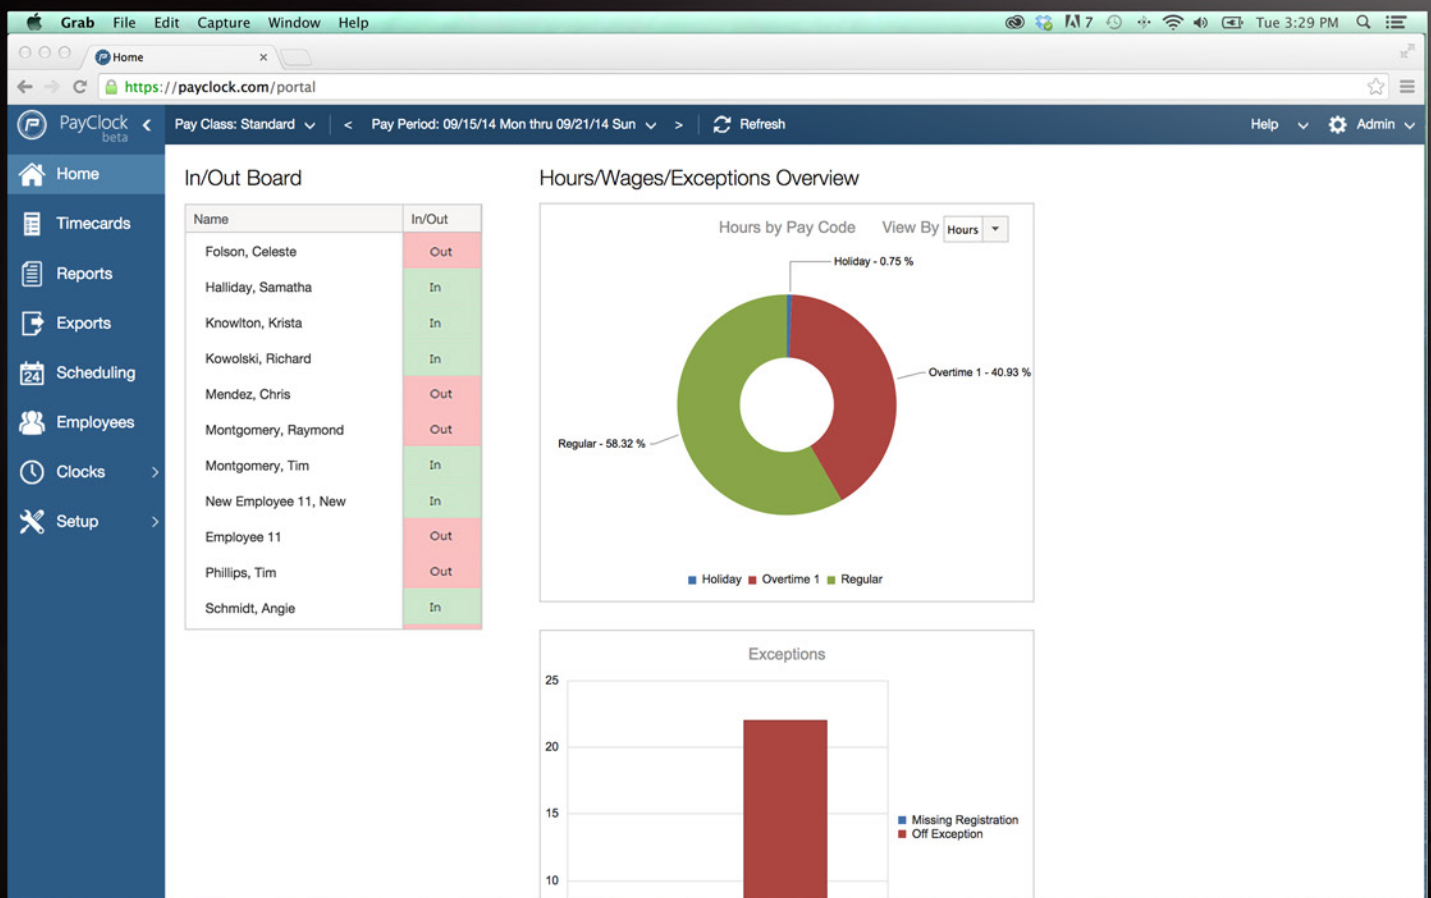 Grab File Edit Capture Window Help 7 Tue 3:29 PM
Home
https://payclock.com/portal
PayClock beta
Pay Class: Standard < Pay Period: 09/15/14 Mon thru 09/21/14 Sun > Refresh Help Admin
Home
Timecards
Reports
Exports
24 Scheduling
Employees
Clocks
Setup
In/Out Board
Name In/Out
Folson, Celeste Out
Halliday, Samatha In
Knowlton, Krista In
Kowolski, Richard In
Mendez, Chris Out
Montgomery, Raymond Out
Montgomery, Tim In
New Employee 11, New In
Employee 11 Out
Phillips, Tim Out
Schmidt, Angie In
Hours/Wages/Exceptions Overview
Hours by Pay Code View By Hours
Holiday - 0.75 %
Overtime 1 - 40.93 %
Regular - 58.32 %
Holiday Overtime 1 Regular
Exceptions
25
20
15
10
Missing Registration
Off Exception